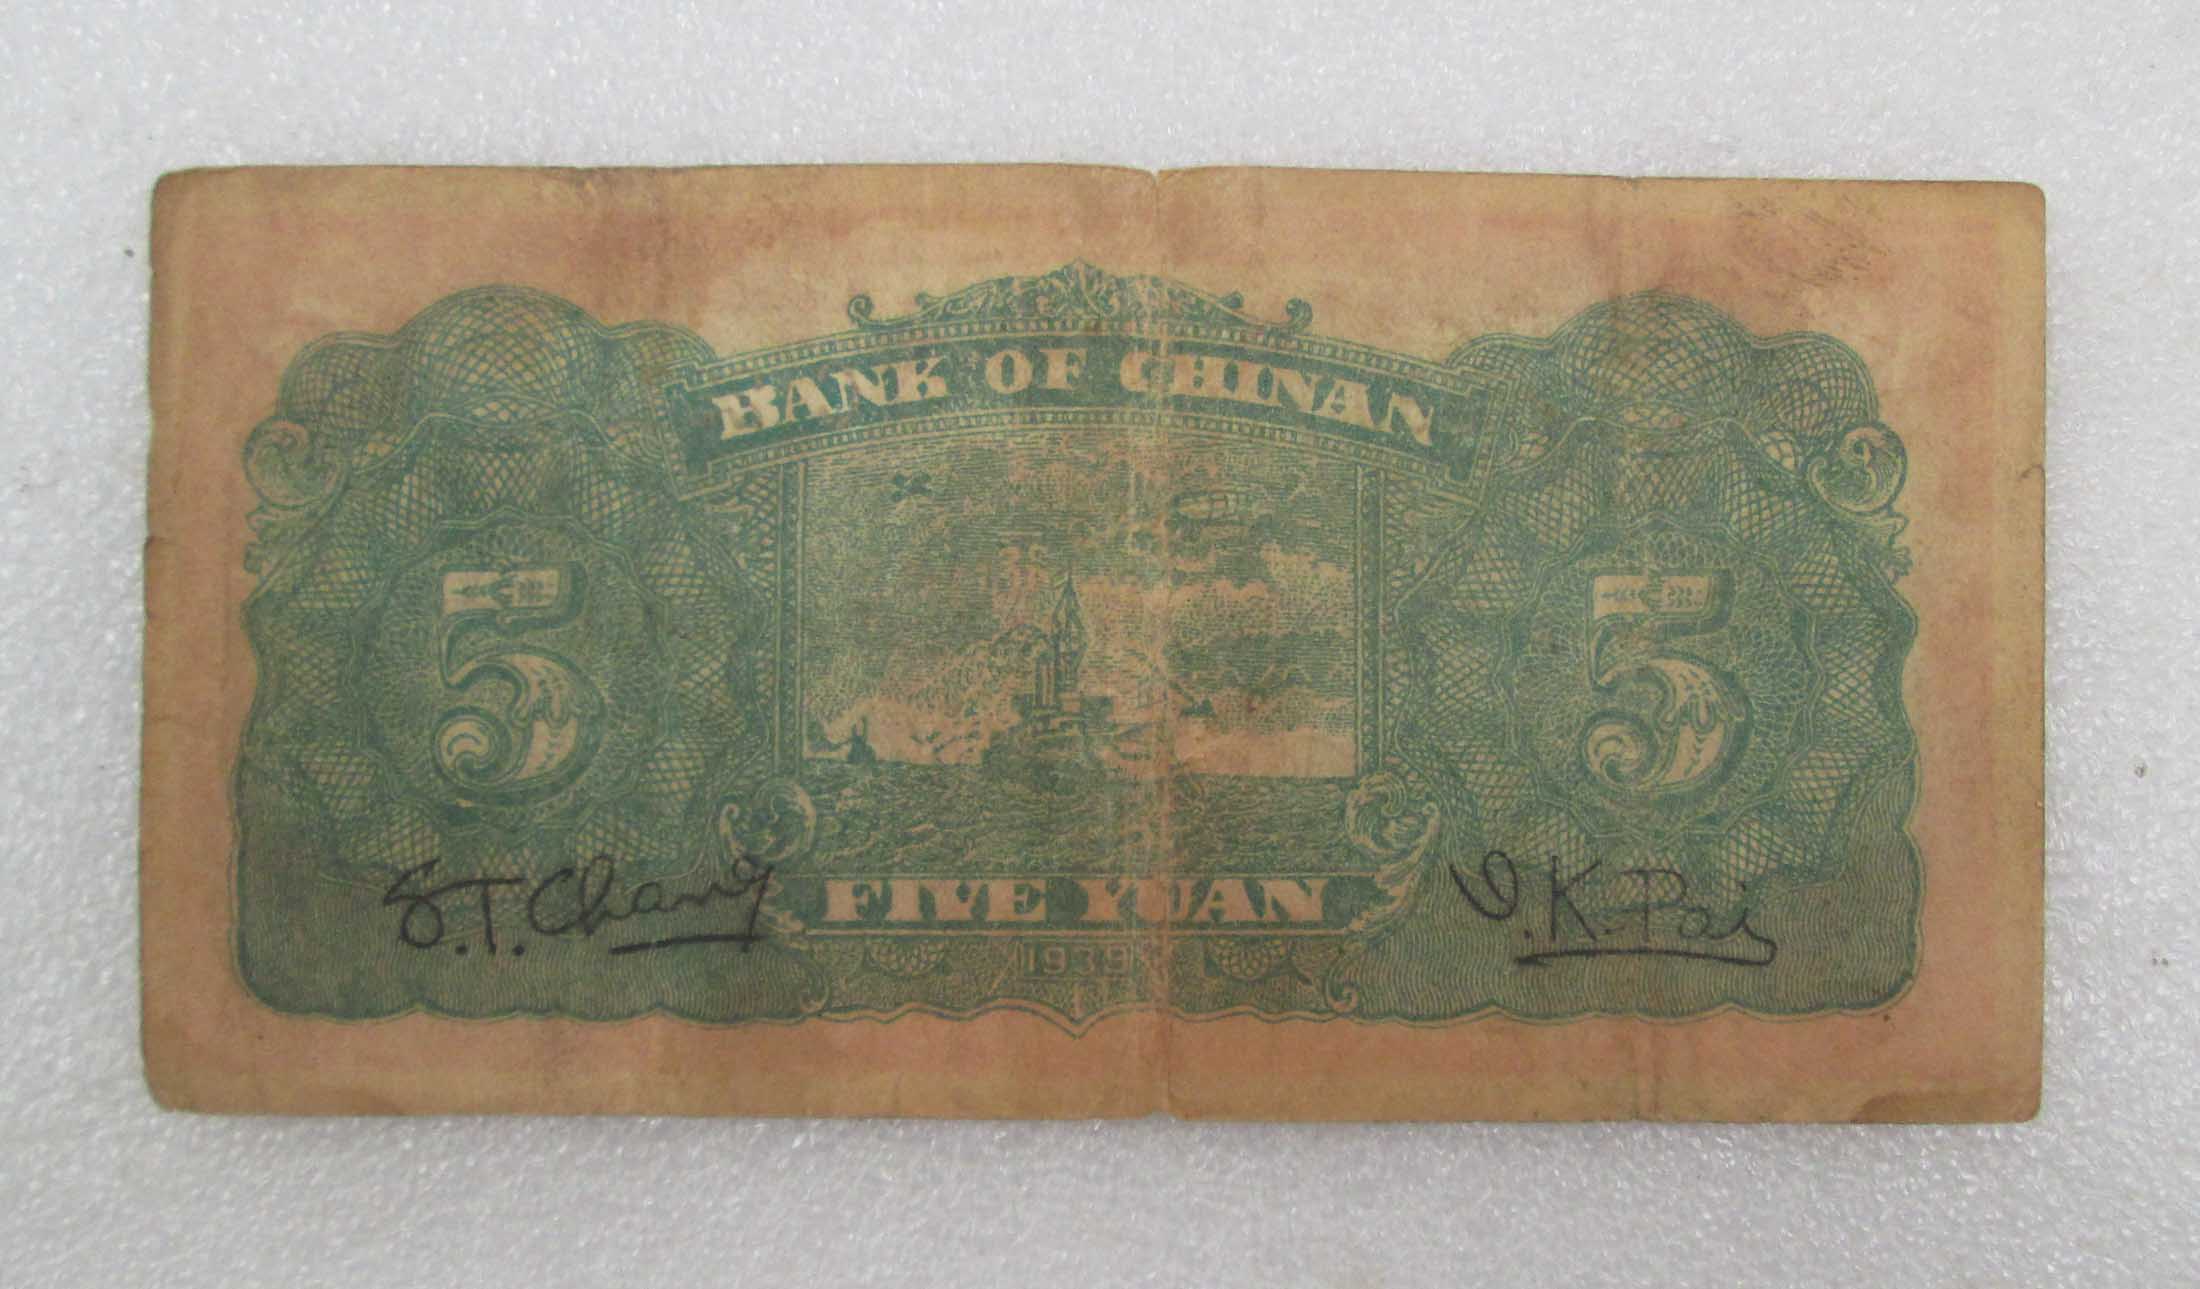 BANK OF CHINAN
5
5
S.T. Chang
FIVE YUAN
V.K. Pai
1939